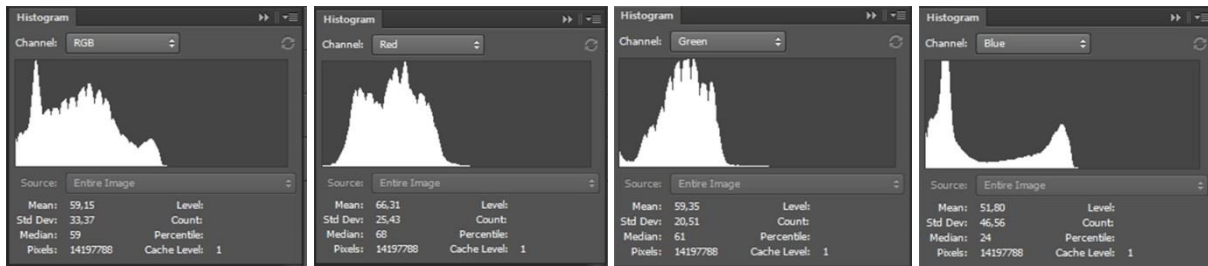 Histogram
Channel: RGB
Source: Entire Image
Mean: 59,15 Level:
Std Dev: 33,37 Count:
Median: 59 Percentile:
Pixels: 14197788 Cache Level: 1
Histogram
Channel: Red
Source: Entire Image
Mean: 66,31 Level:
Std Dev: 25,43 Count:
Median: 68 Percentile:
Pixels: 14197788 Cache Level: 1
Histogram
Channel: Green
Source: Entire Image
Mean: 59,35 Level:
Std Dev: 20,51 Count:
Median: 61 Percentile:
Pixels: 14197788 Cache Level: 1
Histogram
Channel: Blue
Source: Entire Image
Mean: 51,80 Level:
Std Dev: 46,56 Count:
Median: 24 Percentile:
Pixels: 14197788 Cache Level: 1